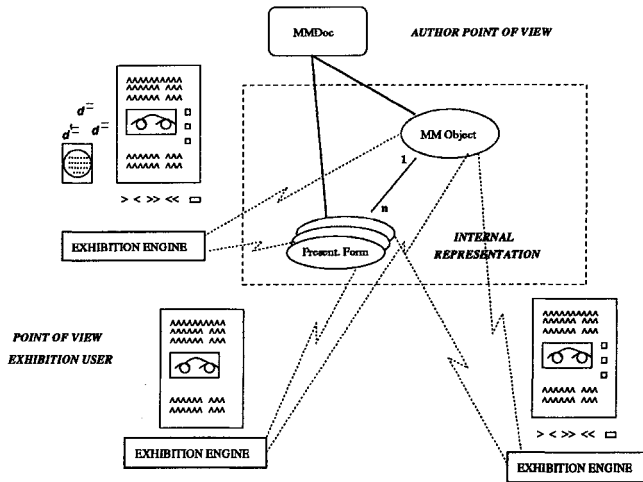 MMDoc
AUTHOR POINT OF VIEW
MM Object
1
n
Present. Form
INTERNAL
REPRESENTATION
d
d
d
> < >> << 
EXHIBITION ENGINE
POINT OF VIEW
EXHIBITION USER
EXHIBITION ENGINE
> < >> <<
EXHIBITION ENGINE